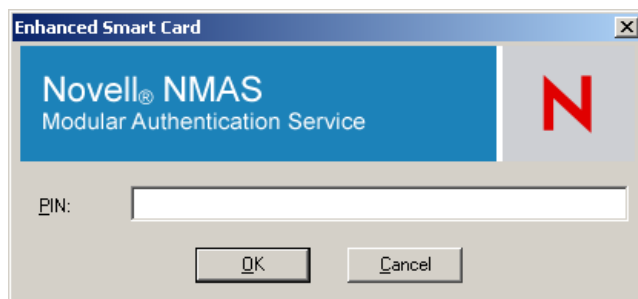 Enhanced Smart Card
Novell® NMAS
Modular Authentication Service
N
PIN:
OK
Cancel